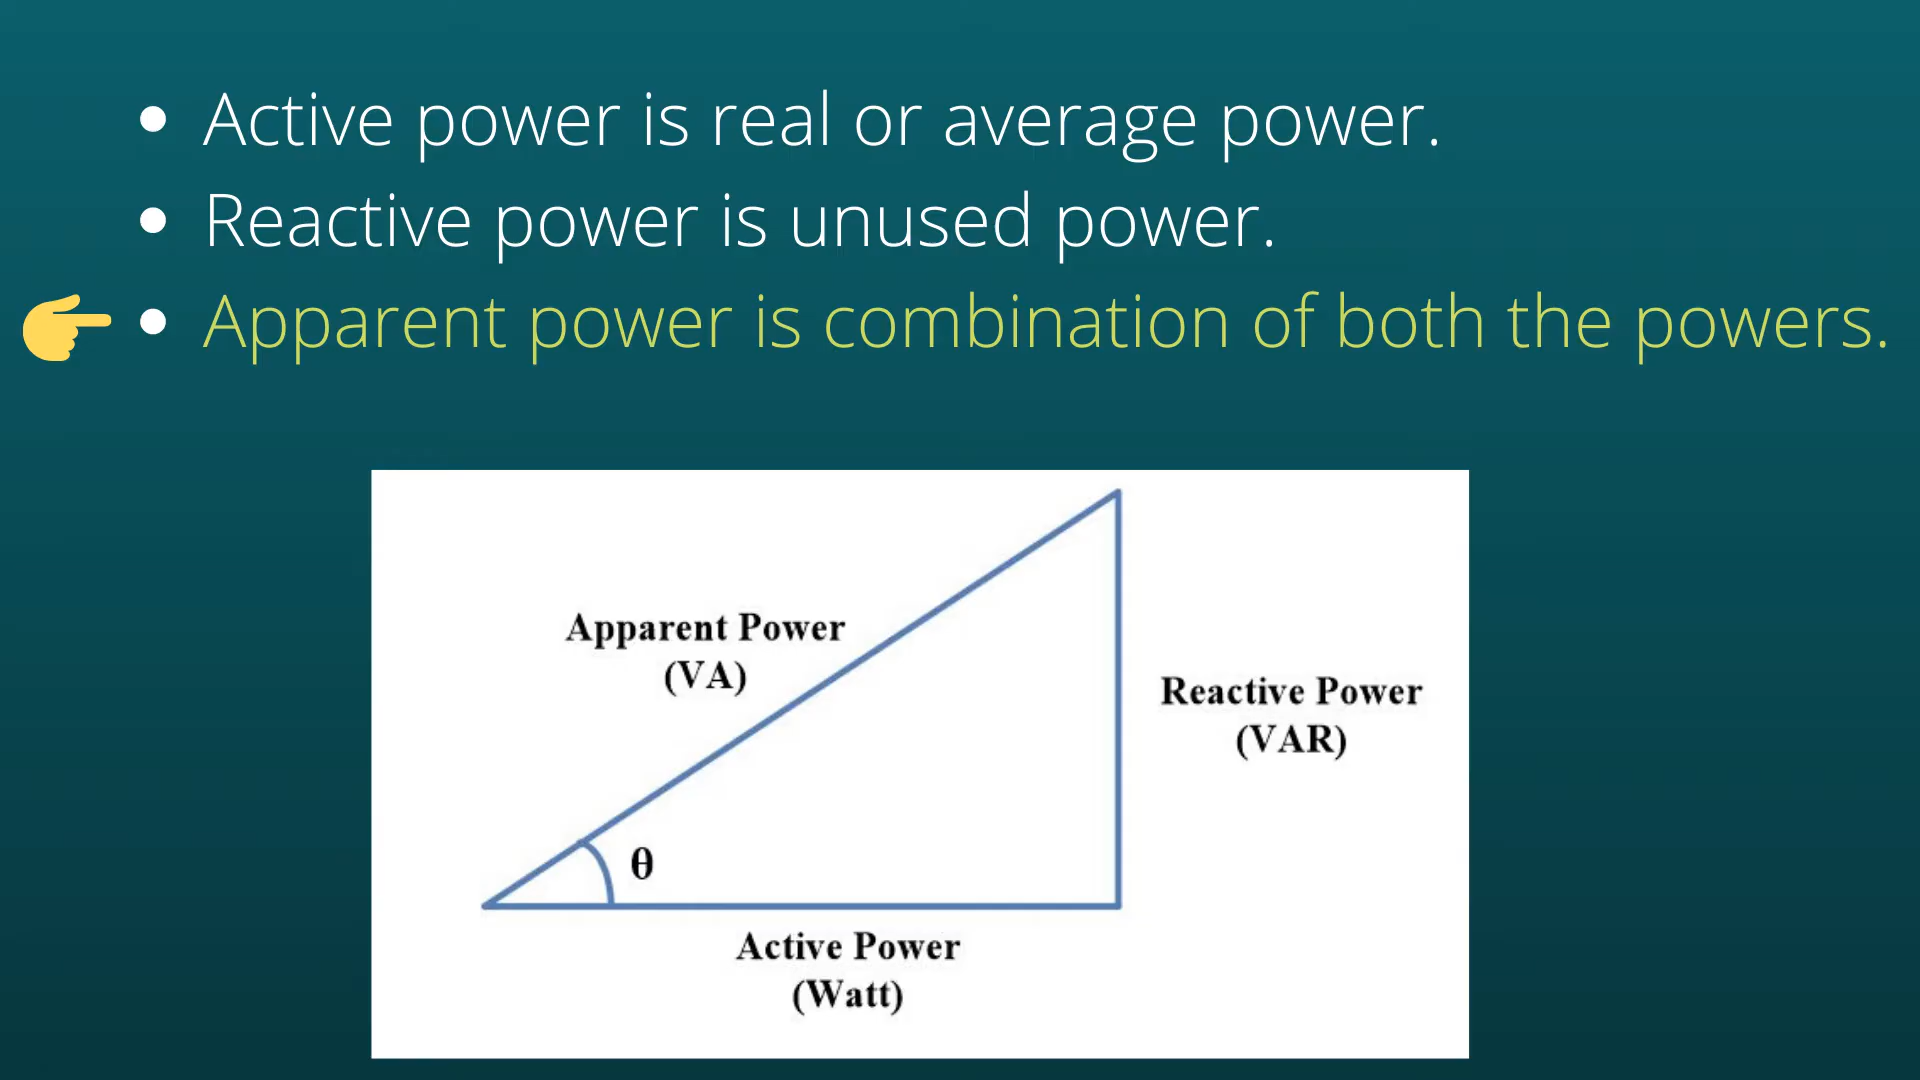 • Active power is real or average power.
• Reactive power is unused power.
• Apparent power is combination of both the powers.
Apparent Power
(VA)
Reactive Power
(VAR)
θ
Active Power
(Watt)